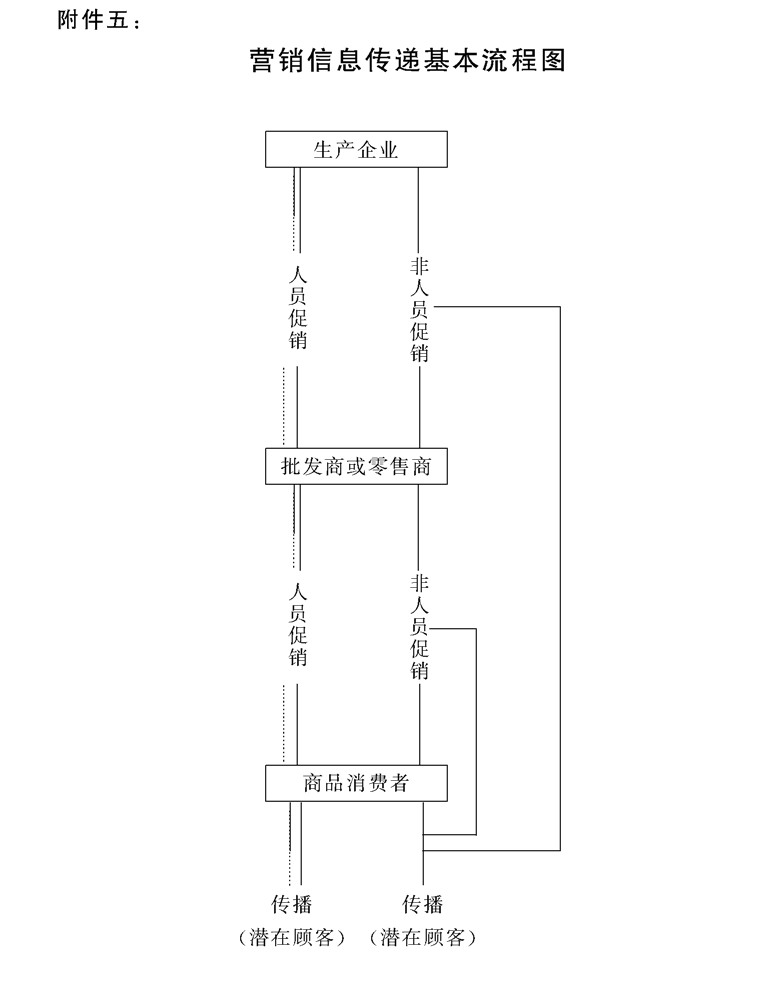 附件五：
营销信息传递基本流程图
生产企业
人员促销
非人员促销
批发商或零售商
人员促销
非人员促销
商品消费者
传播
（潜在顾客）
传播
（潜在顾客）